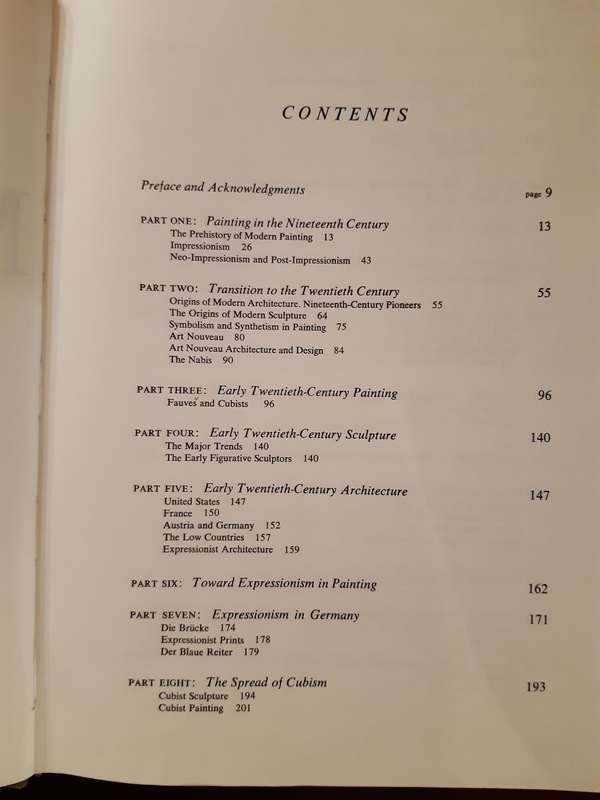 CONTENTS
Preface and Acknowledgments page 9
PART ONE: Painting in the Nineteenth Century 13
The Prehistory of Modern Painting 13
Impressionism 26
Neo-Impressionism and Post-Impressionism 43
PART TWO: Transition to the Twentieth Century 55
Origins of Modern Architecture. Nineteenth-Century Pioneers 55
The Origins of Modern Sculpture 64
Symbolism and Synthetism in Painting 75
Art Nouveau 80
Art Nouveau Architecture and Design 84
The Nabis 90
PART THREE: Early Twentieth-Century Painting 96
Fauves and Cubists 96
PART FOUR: Early Twentieth-Century Sculpture 140
The Major Trends 140
The Early Figurative Sculptors 140
PART FIVE: Early Twentieth-Century Architecture 147
United States 147
France 150
Austria and Germany 152
The Low Countries 157
Expressionist Architecture 159
PART SIX: Toward Expressionism in Painting 162
PART SEVEN: Expressionism in Germany 171
Die Brücke 174
Expressionist Prints 178
Der Blaue Reiter 179
PART EIGHT: The Spread of Cubism 193
Cubist Sculpture 194
Cubist Painting 201